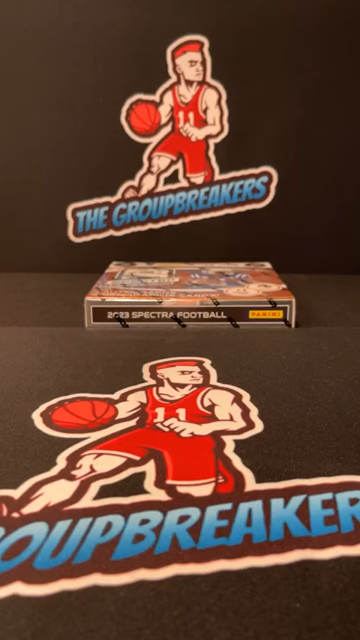 11
THE GROUPBREAKERS
2023 SPECTRA FOOTBALL
PANINI
11
OUPBREAKER